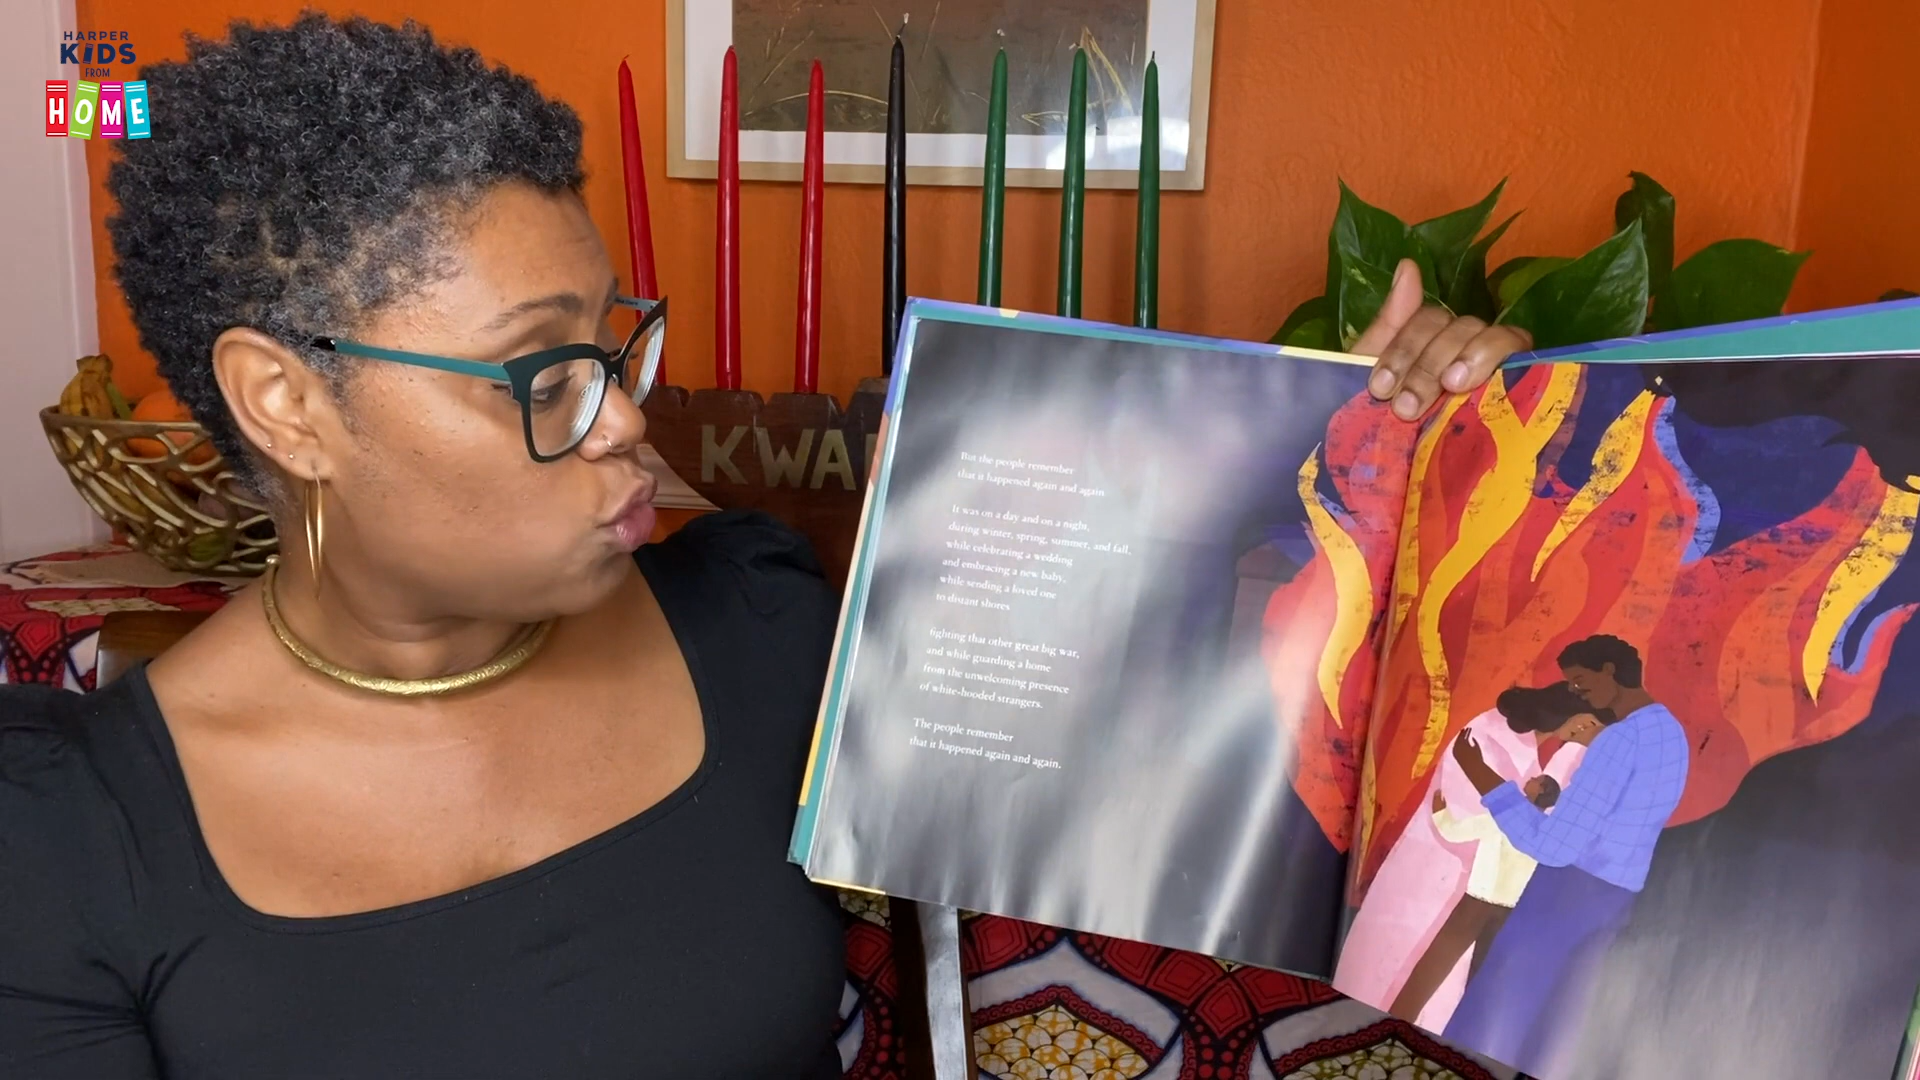 HARPER
KIDS
FROM
HOME
KWA
But the people remember
that it happened again and again.
It was on a day and on a night,
during winter, spring, summer, and fall,
while celebrating a wedding
and embracing a new baby,
while sending a loved one
to distant shores
fighting that other great big war,
and while guarding a home
from the unwelcoming presence
of white-hooded strangers.
The people remember
that it happened again and again.